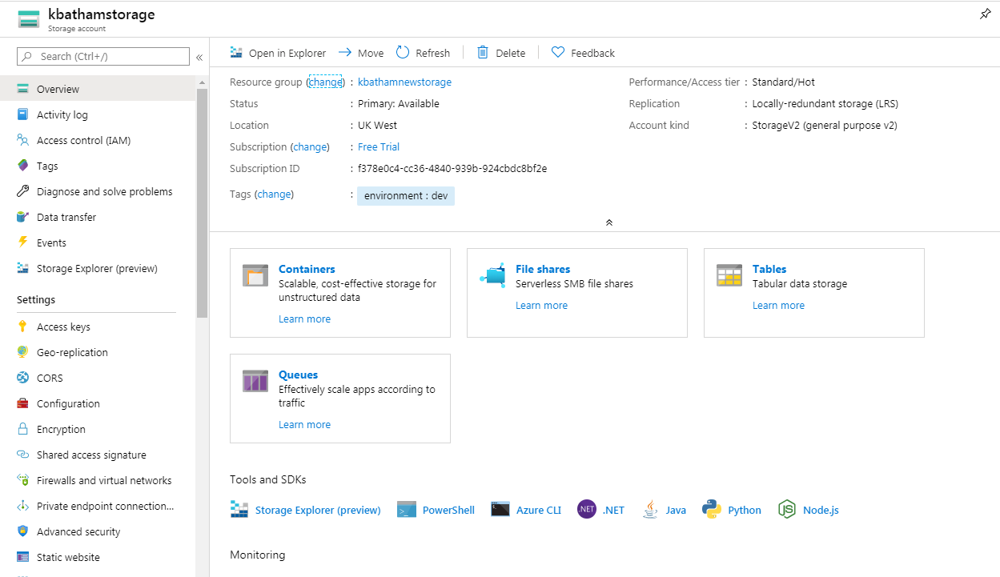 kbathamstorage
Storage account
Search (Ctrl+/)
«
Overview
Activity log
Access control (IAM)
Tags
Diagnose and solve problems
Data transfer
Events
Storage Explorer (preview)
Settings
Access keys
Geo-replication
CORS
Configuration
Encryption
Shared access signature
Firewalls and virtual networks
Private endpoint connection...
Advanced security
Static website
Open in Explorer Move Refresh Delete Feedback
Resource group (change) : kbathamnewstorage
Status : Primary: Available
Location : UK West
Subscription (change) : Free Trial
Subscription ID : f378e0c4-cc36-4840-939b-924cbdc8bf2e
Tags (change) : environment : dev
Performance/Access tier : Standard/Hot
Replication : Locally-redundant storage (LRS)
Account kind : StorageV2 (general purpose v2)
Containers
Scalable, cost-effective storage for
unstructured data
Learn more
File shares
Serverless SMB file shares
Learn more
Tables
Tabular data storage
Learn more
Queues
Effectively scale apps according to
traffic
Learn more
Tools and SDKs
Storage Explorer (preview) PowerShell Azure CLI .NET .NET Java Python JS Node.js
Monitoring